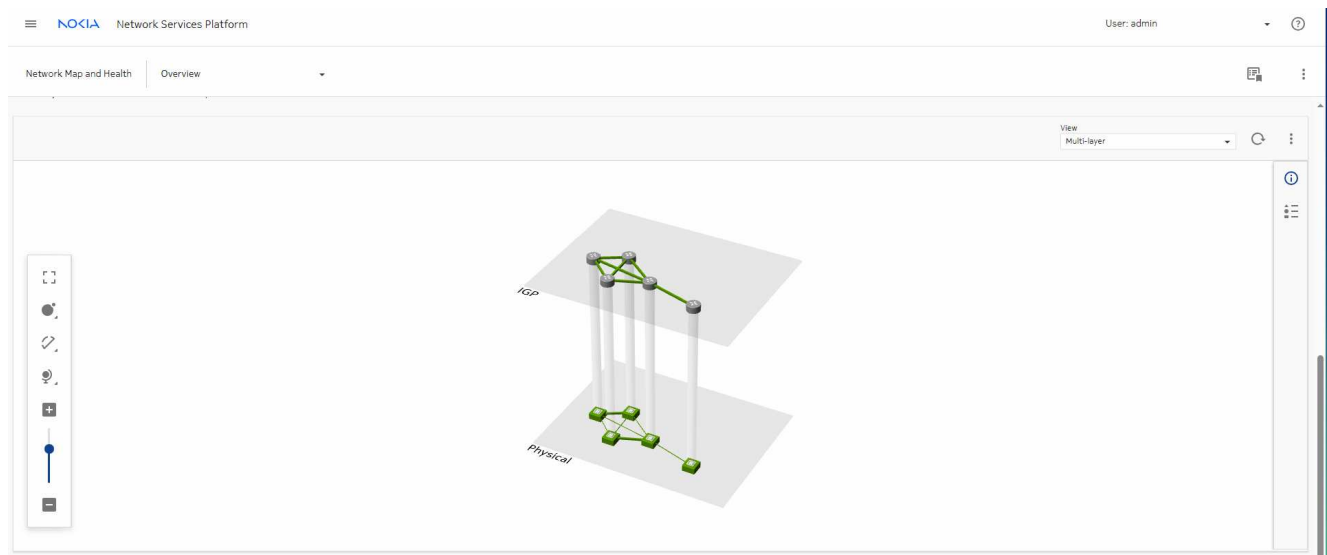 NOKIA Network Services Platform
User: admin
Network Map and Health
Overview
View
Multi-layer
IGP
Physical